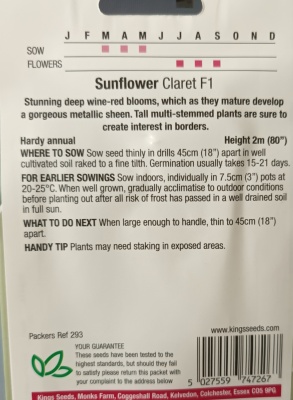 J F M A M J J A S O N D
SOW
FLOWERS
Sunflower Claret F1
Stunning deep wine-red blooms, which as they mature develop
a gorgeous metallic sheen. Tall multi-stemmed plants are sure to
create interest in borders.
Hardy annual Height 2m (80")
WHERE TO SOW Sow seed thinly in drills 45cm (18") apart in well
cultivated soil raked to a fine tilth. Germination usually takes 15-21 days.
FOR EARLIER SOWINGS Sow indoors, individually in 7.5cm (3") pots at
20-25°C. When well grown, gradually acclimatise to outdoor conditions
before planting out after all risk of frost has passed in a well drained soil
in full sun.
WHAT TO DO NEXT When large enough to handle, thin to 45cm (18")
apart.
HANDY TIP Plants may need staking in exposed areas.
Packers Ref 293
www.kingsseeds.com
YOUR GUARANTEE
These seeds have been tested to the
highest standards, but should they fail
to satisfy please return this packet with
your complaint to the address below
5 027559 747267
Kings Seeds, Monks Farm, Coggeshall Road, Kelvedon, Colchester, Essex CO5 9PG